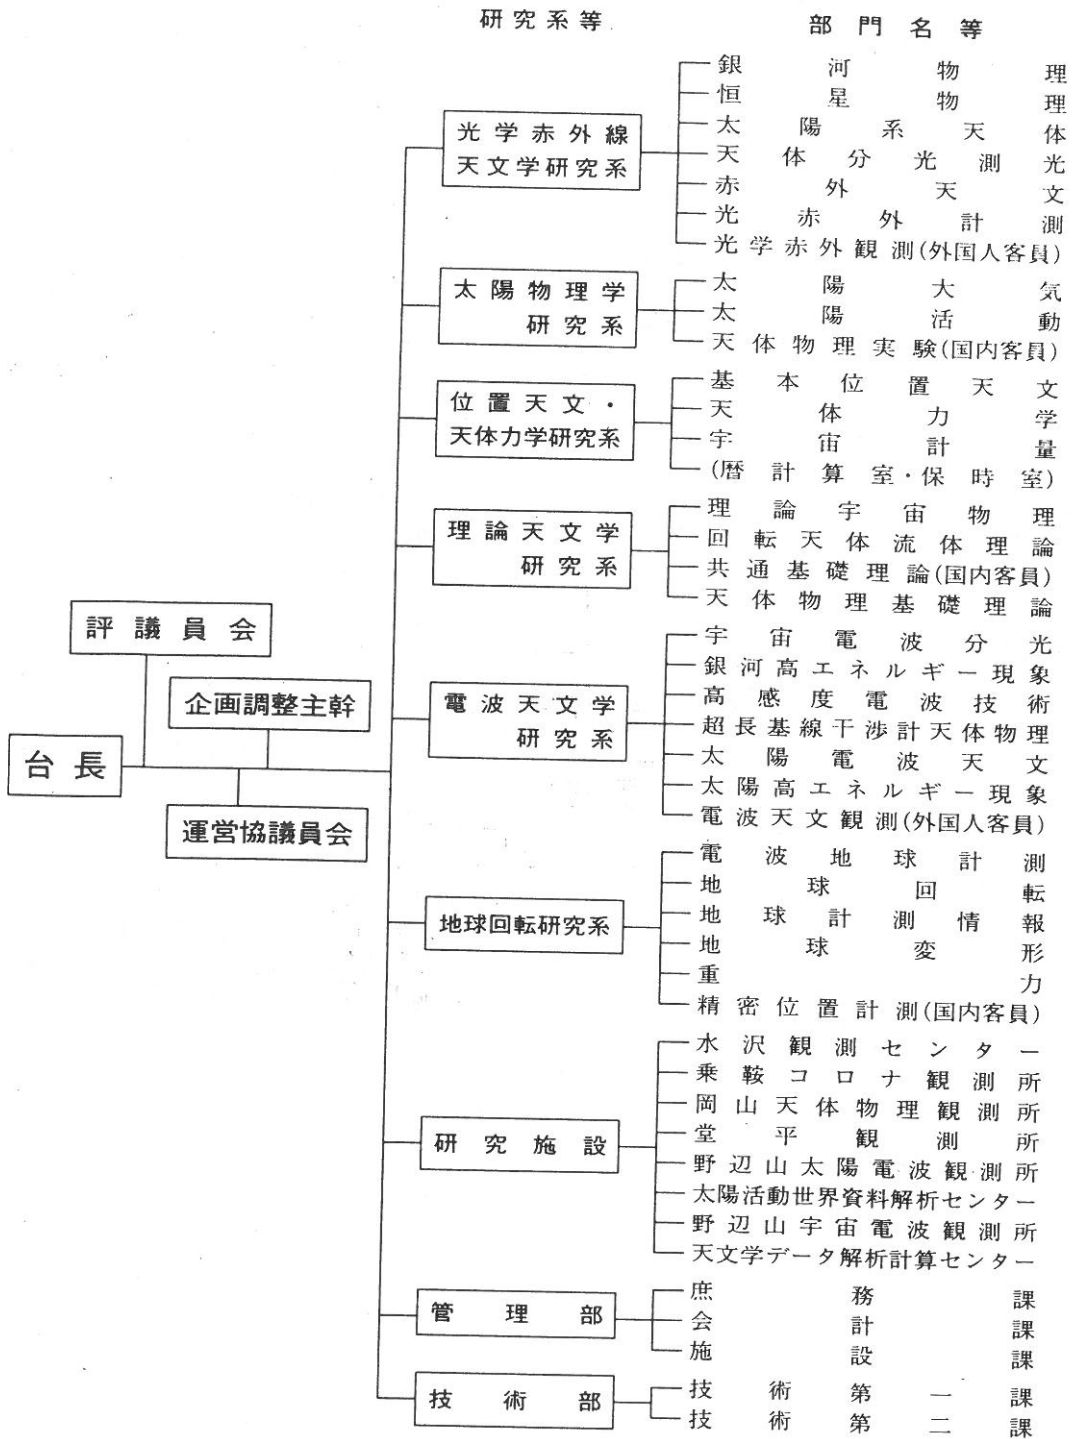 研究系等
部門名等
光学赤外線
天文学研究系
銀河物理
恒星物理
太陽系天体
天体分光測光
赤外天文
光赤外計測
光学赤外観測(外国人客員)
太陽物理学
研究系
太陽大気
太陽活動
天体物理実験(国内客員)
位置天文・
天体力学研究系
基本位置天文
天体力学
宇宙計量
(暦計算室・保時室)
理論天文学
研究系
理論宇宙物理
回転天体流体理論
共通基礎理論(国内客員)
天体物理基礎理論
評議員会
企画調整主幹
台長
運営協議員会
電波天文学
研究系
宇宙電波分光
銀河高エネルギー現象
高感度電波技術
超長基線干渉計天体物理
太陽電波天文
太陽高エネルギー現象
電波天文観測(外国人客員)
地球回転研究系
電波地球計測
地球回転
地球計測情報
地球変形
重力
精密位置計測(国内客員)
研究施設
水沢観測センター
乗鞍コロナ観測所
岡山天体物理観測所
堂平観測所
野辺山太陽電波観測所
太陽活動世界資料解析センター
野辺山宇宙電波観測所
天文学データ解析計算センター
管理部
庶務課
会計課
施設課
技術部
技術第一課
技術第二課